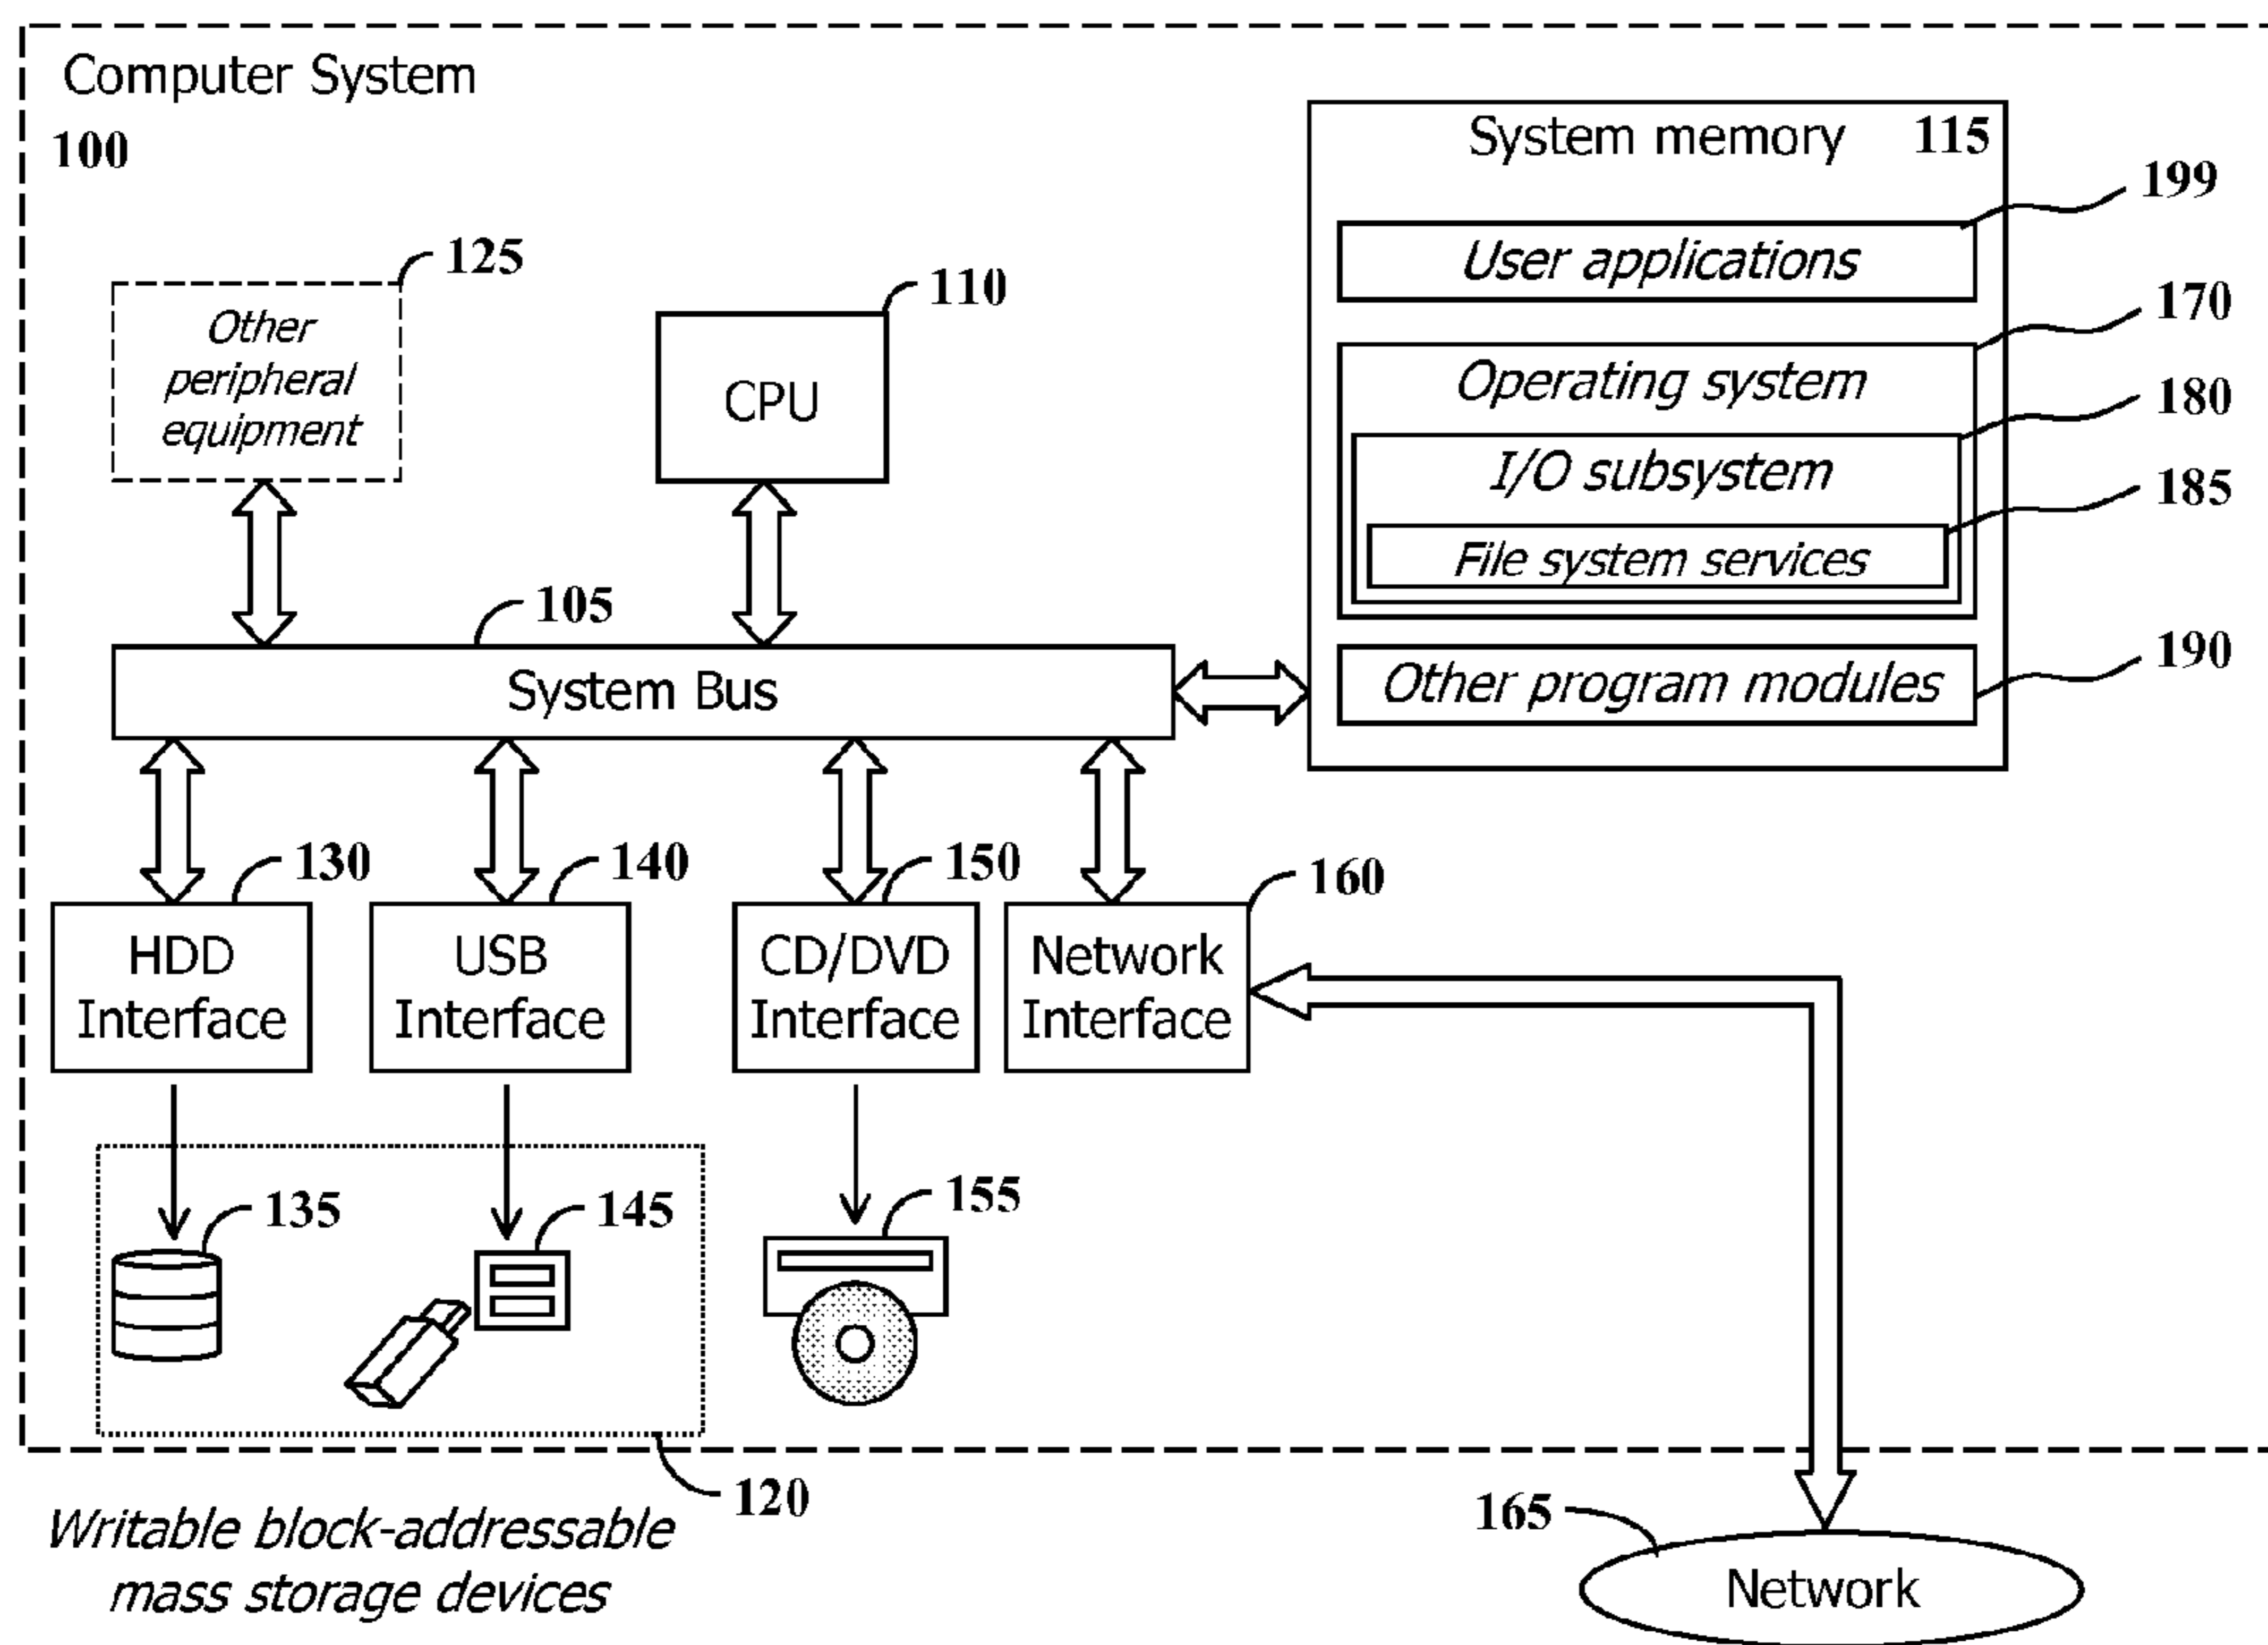 Computer System
100
System memory 115
199
User applications
170
Operating system
180
I/O subsystem
185
File system services
190
Other program modules
125
Other
peripheral
equipment
110
CPU
105
System Bus
130
HDD
Interface
140
USB
Interface
150
CD/DVD
Interface
160
Network
Interface
135
145
155
120
Writable block-addressable
mass storage devices
165
Network